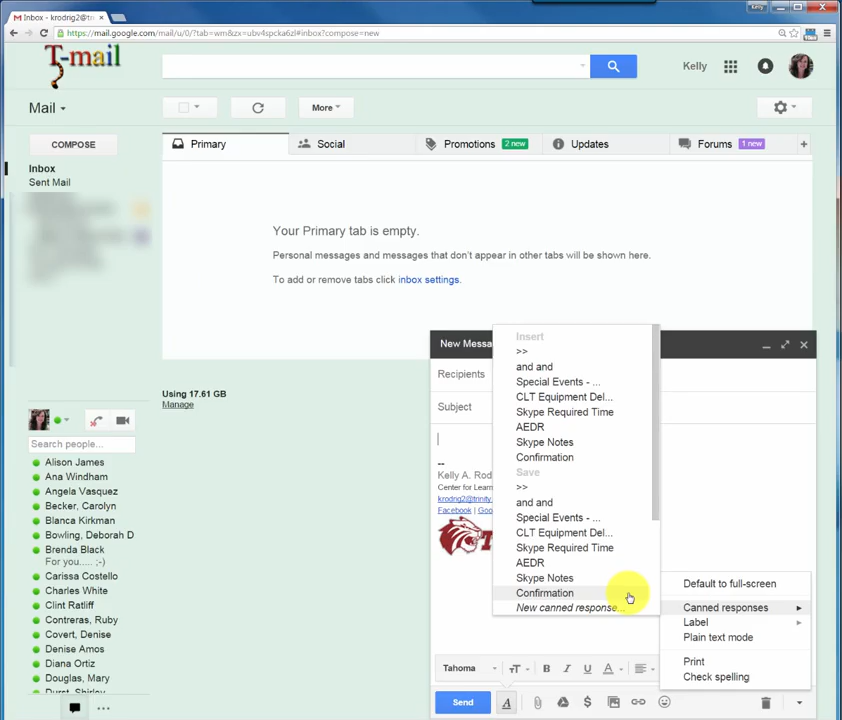 Inbox - krodrig2@tr
Kelly
https://mail.google.com/mail/u/0/?tab=wm&zx=ubv4spcka6zl#inbox?compose=new
T-mail
Kelly
Mail
More
COMPOSE
Primary
Social
Promotions 2 new
Updates
Forums 1 new
+
Inbox
Sent Mail
Your Primary tab is empty.
Personal messages and messages that don't appear in other tabs will be shown here.
To add or remove tabs click inbox settings.
Using 17.61 GB
Manage
Search people...
Alison James
Ana Windham
Angela Vasquez
Becker, Carolyn
Blanca Kirkman
Bowling, Deborah D
Brenda Black
For you..... ;-)
Carissa Costello
Charles White
Clint Ratliff
Contreras, Ruby
Covert, Denise
Denise Amos
Diana Ortiz
Douglas, Mary
Durst, Shirley
New Messa
Recipients
Subject
--
Kelly A. Rod
Center for Learn
krodrig2@trinity.
Facebook | Goo
Insert
>>
and and
Special Events - ...
CLT Equipment Del...
Skype Required Time
AEDR
Skype Notes
Confirmation
Save
>>
and and
Special Events - ...
CLT Equipment Del...
Skype Required Time
AEDR
Skype Notes
Confirmation
New canned response...
Default to full-screen
Canned responses
Label
Plain text mode
Print
Check spelling
Tahoma
B I U A
Send A $